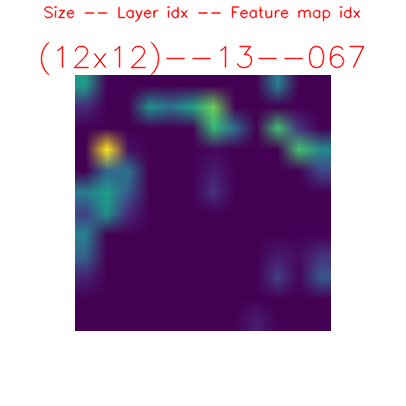 Size -- Layer idx -- Feature map idx
(12x12)--13--067